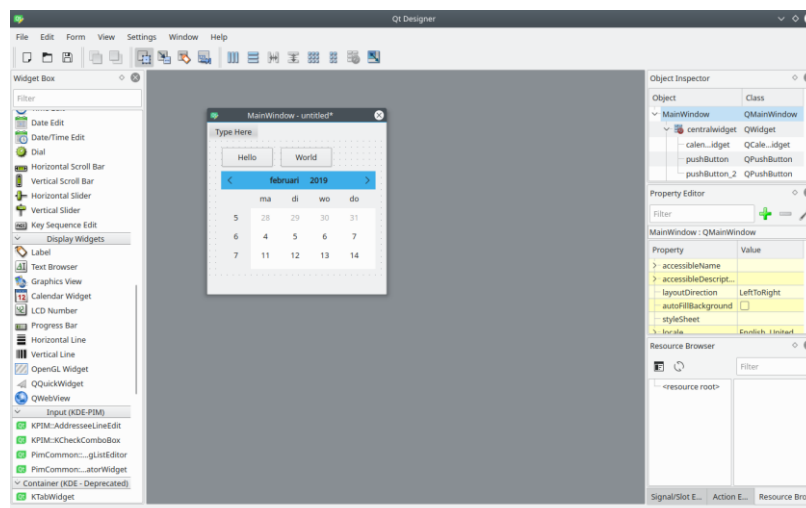 Qt Designer
File Edit Form View Settings Window Help
Widget Box
Filter
Date Edit
Date/Time Edit
Dial
Horizontal Scroll Bar
Vertical Scroll Bar
Horizontal Slider
Vertical Slider
Key Sequence Edit
Display Widgets
Label
Text Browser
Graphics View
Calendar Widget
LCD Number
Progress Bar
Horizontal Line
Vertical Line
OpenGL Widget
QQuickWidget
QWebView
Input (KDE-PIM)
KPIM::AddresseeLineEdit
KPIM::KCheckComboBox
PimCommon::...gListEditor
PimCommon:...atorWidget
Container (KDE - Deprecated)
KTabWidget
MainWindow - untitled*
Type Here
Hello World
februari 2019
ma di wo do
5 28 29 30 31
6 4 5 6 7
7 11 12 13 14
Object Inspector
Object Class
MainWindow QMainWindow
centralwidget QWidget
calen...idget QCale...idget
pushButton QPushButton
pushButton_2 QPushButton
Property Editor
Filter
MainWindow : QMainWindow
Property Value
accessibleName
accessibleDescript...
layoutDirection LeftToRight
autoFillBackground
styleSheet
locale English, United
Resource Browser
Filter
<resource root>
Signal/Slot E... Action E... Resource Bro